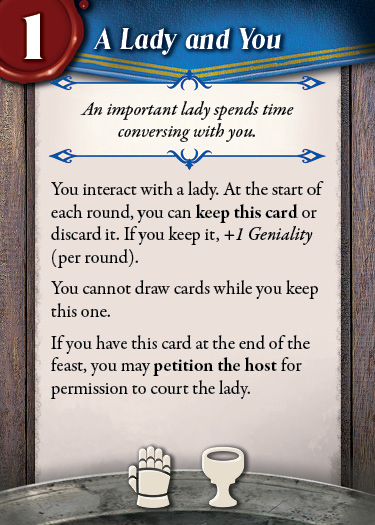 1
A Lady and You
An important lady spends time
conversing with you.
You interact with a lady. At the start of
each round, you can keep this card or
discard it. If you keep it, +1 Geniality
(per round).
You cannot draw cards while you keep
this one.
If you have this card at the end of the
feast, you may petition the host for
permission to court the lady.